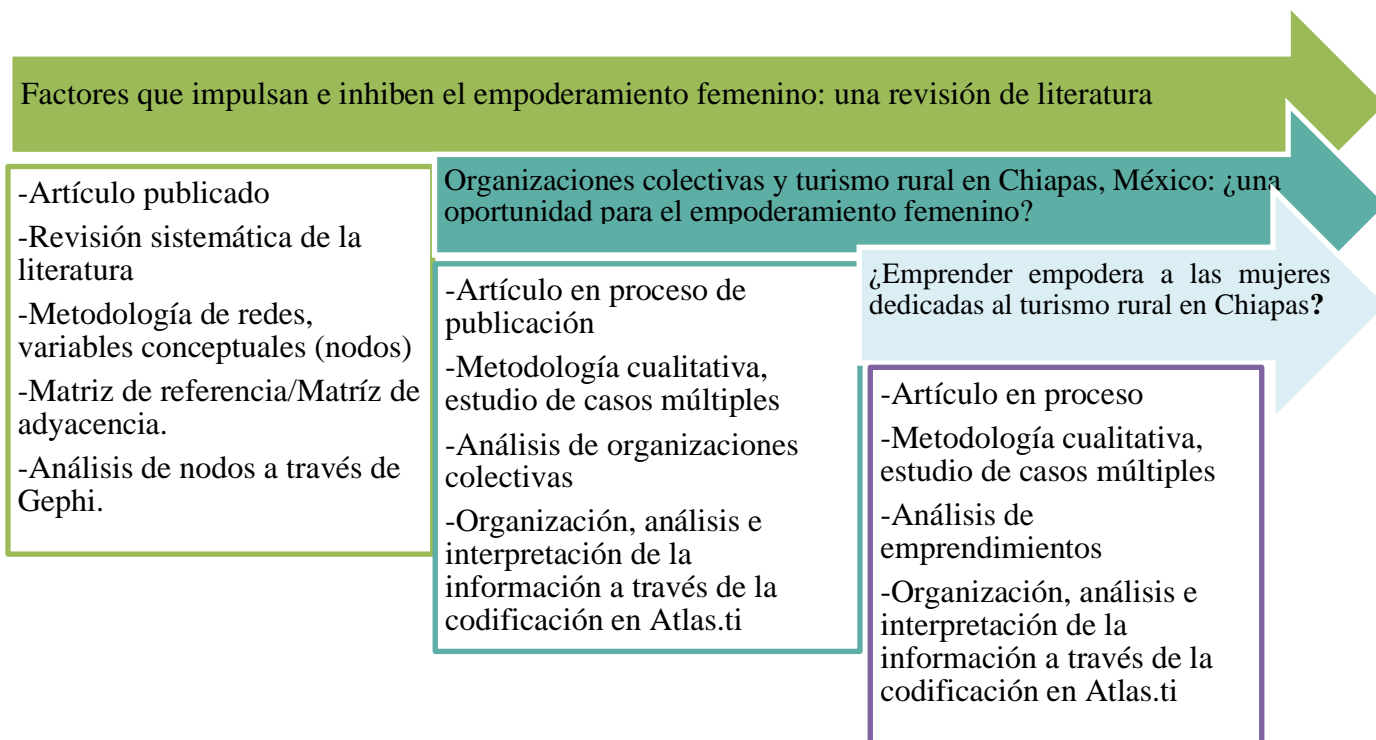 Factores que impulsan e inhiben el empoderamiento femenino: una revisión de literatura
-Artículo publicado
-Revisión sistemática de la
literatura
-Metodología de redes,
variables conceptuales (nodos)
-Matriz de referencia/Matríz de
adyacencia.
-Análisis de nodos a través de
Gephi.
Organizaciones colectivas y turismo rural en Chiapas, México: ¿una
oportunidad para el empoderamiento femenino?
-Artículo en proceso de
publicación
-Metodología cualitativa,
estudio de casos múltiples
-Análisis de organizaciones
colectivas
-Organización, análisis e
interpretación de la
información a través de la
codificación en Atlas.ti
¿Emprender empodera a las mujeres
dedicadas al turismo rural en Chiapas?
-Artículo en proceso
-Metodología cualitativa,
estudio de casos múltiples
-Análisis de
emprendimientos
-Organización, análisis e
interpretación de la
información a través de la
codificación en Atlas.ti